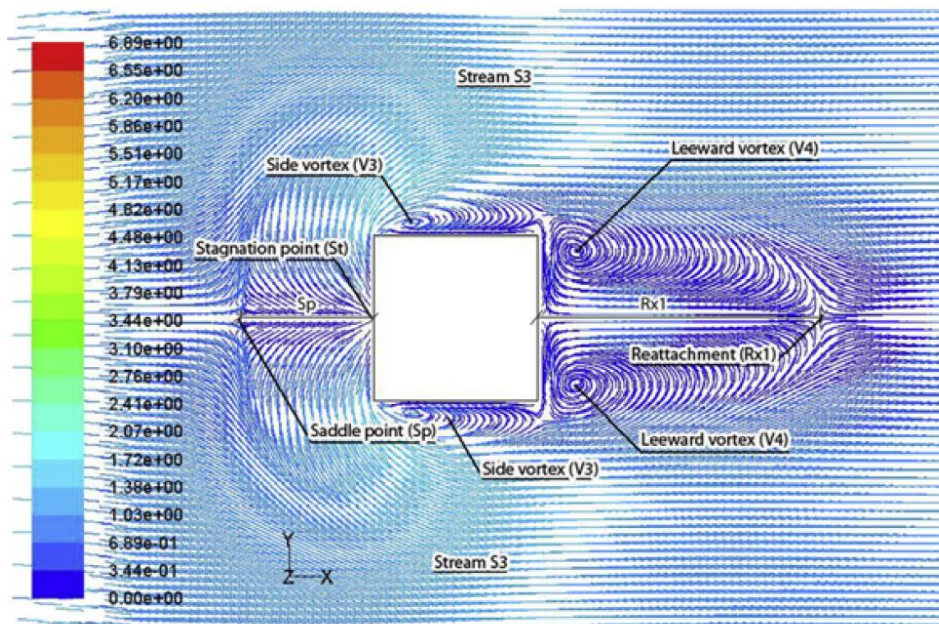 6.89e+00
6.55e+00
6.20e+00
5.86e+00
5.51e+00
5.17e+00
4.82e+00
4.48e+00
4.13e+00
3.79e+00
3.44e+00
3.10e+00
2.76e+00
2.41e+00
2.07e+00
1.72e+00
1.38e+00
1.03e+00
6.89e-01
3.44e-01
0.00e+00
Stream S3
Leeward vortex (V4)
Side vortex (V3)
Stagnation point (St)
Sp
Rx1
Reattachment (Rx1)
Saddle point (Sp)
Leeward vortex (V4)
Side vortex (V3)
Stream S3
Y
Z
X